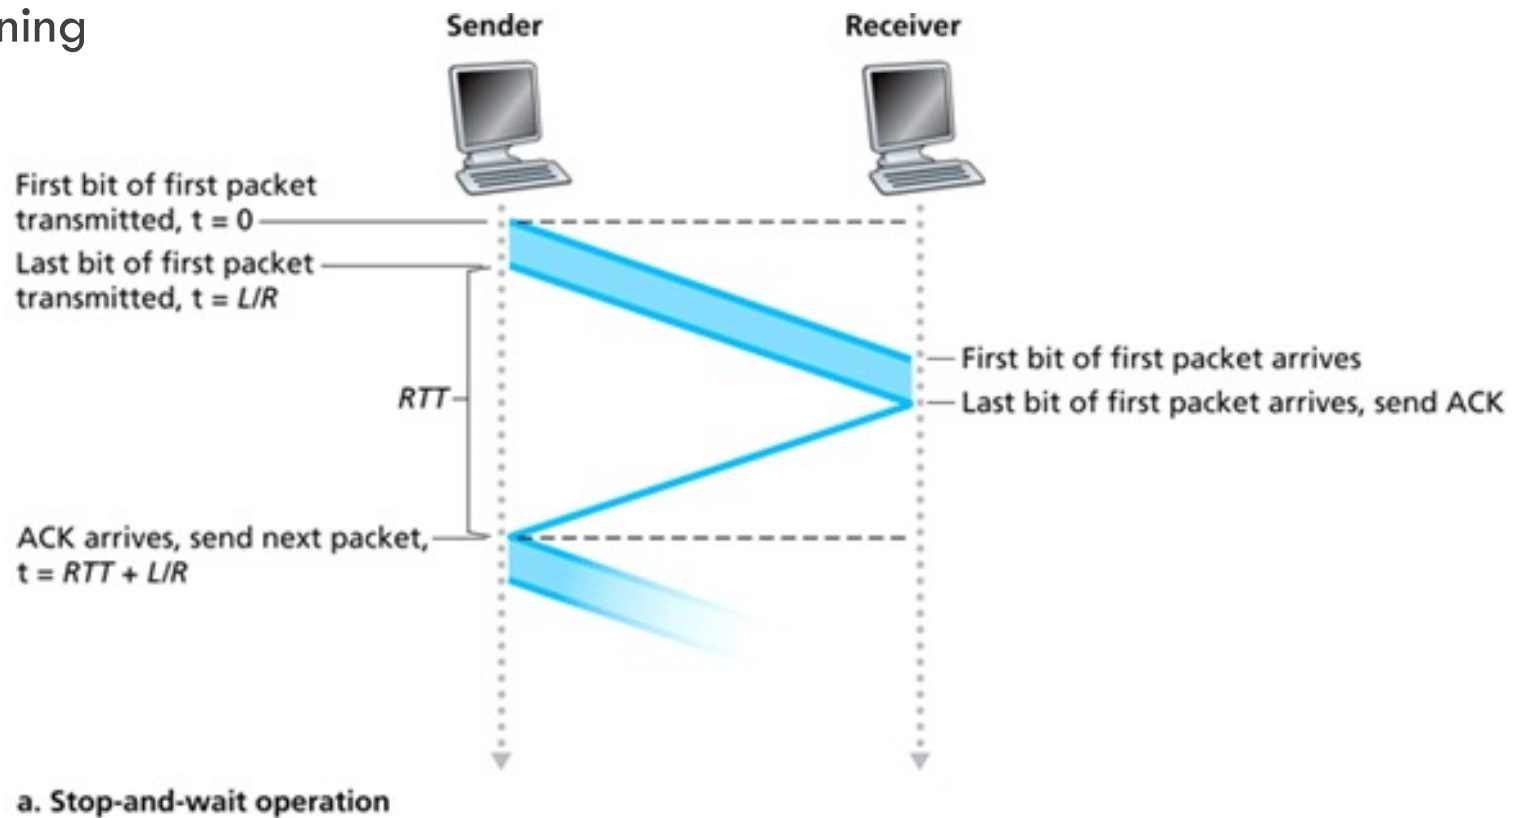 Sender
Receiver
First bit of first packet
transmitted, t = 0
Last bit of first packet
transmitted, t = L/R
First bit of first packet arrives
RTT
Last bit of first packet arrives, send ACK
ACK arrives, send next packet,
t = RTT + L/R
a. Stop-and-wait operation